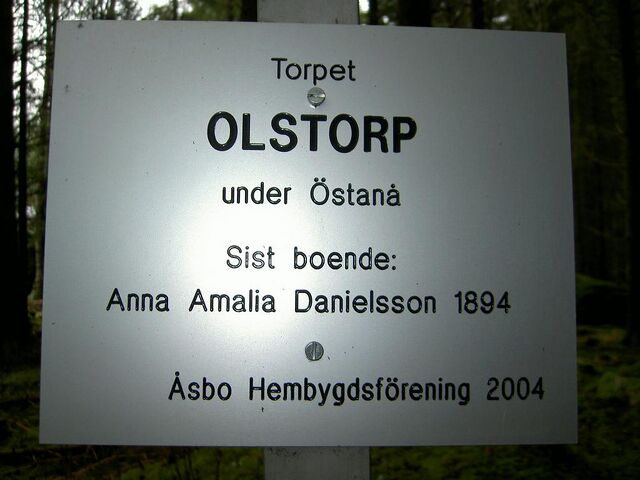 Torpet
OLSTORP
under Östanå
Sist boende:
Anna Amalia Danielsson 1894
Åsbo Hembygdsförening 2004